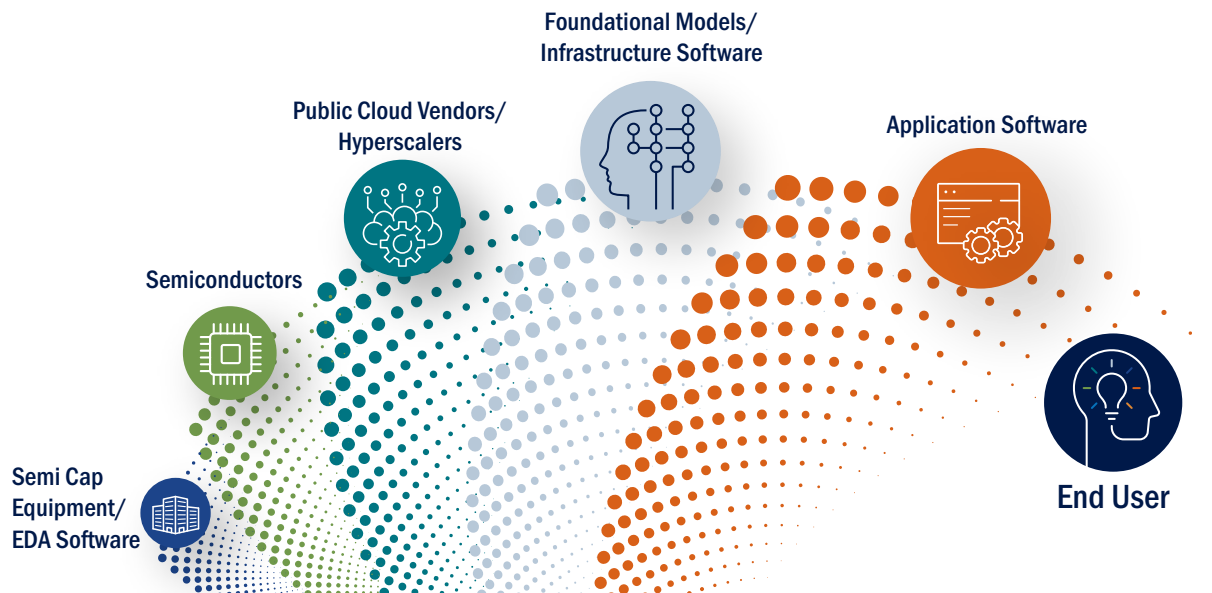 Foundational Models/
Infrastructure Software
Public Cloud Vendors/
Hyperscalers
Application Software
Semiconductors
Semi Cap
Equipment/
EDA Software
End User